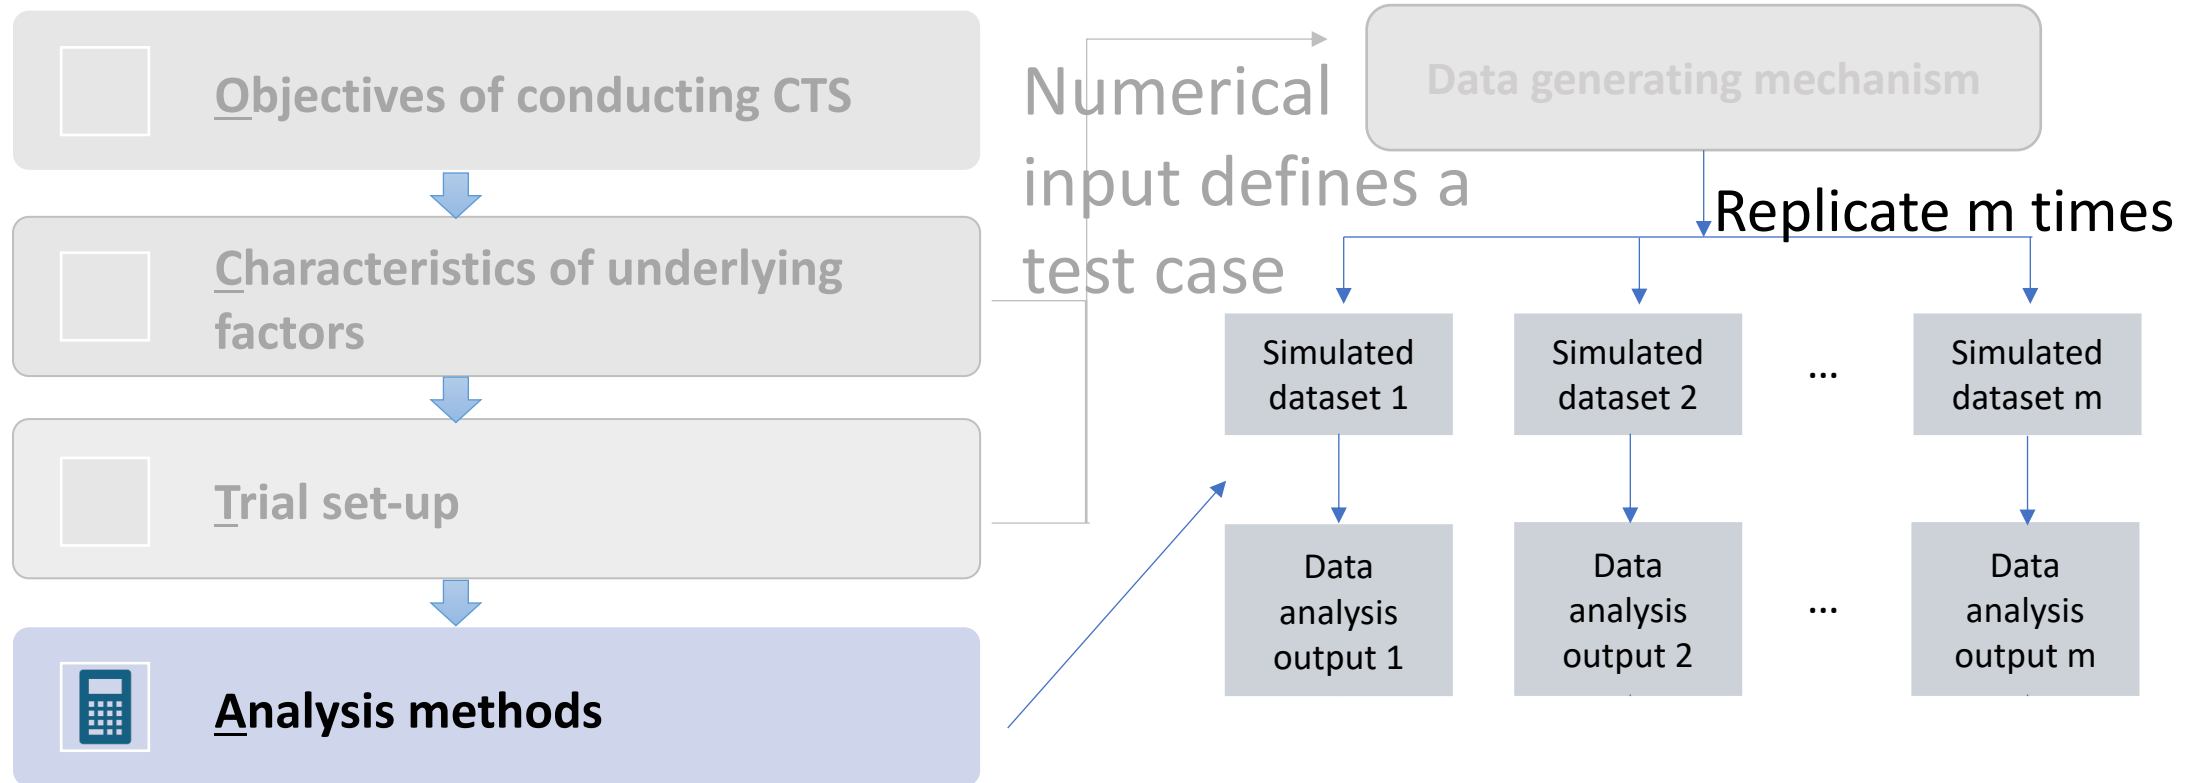 Objectives of conducting CTS
Characteristics of underlying
factors
Trial set-up
Analysis methods
Numerical
input defines a
test case
Data generating mechanism
Replicate m times
Simulated
dataset 1
Simulated
dataset 2
...
Simulated
dataset m
Data
analysis
output 1
Data
analysis
output 2
...
Data
analysis
output m